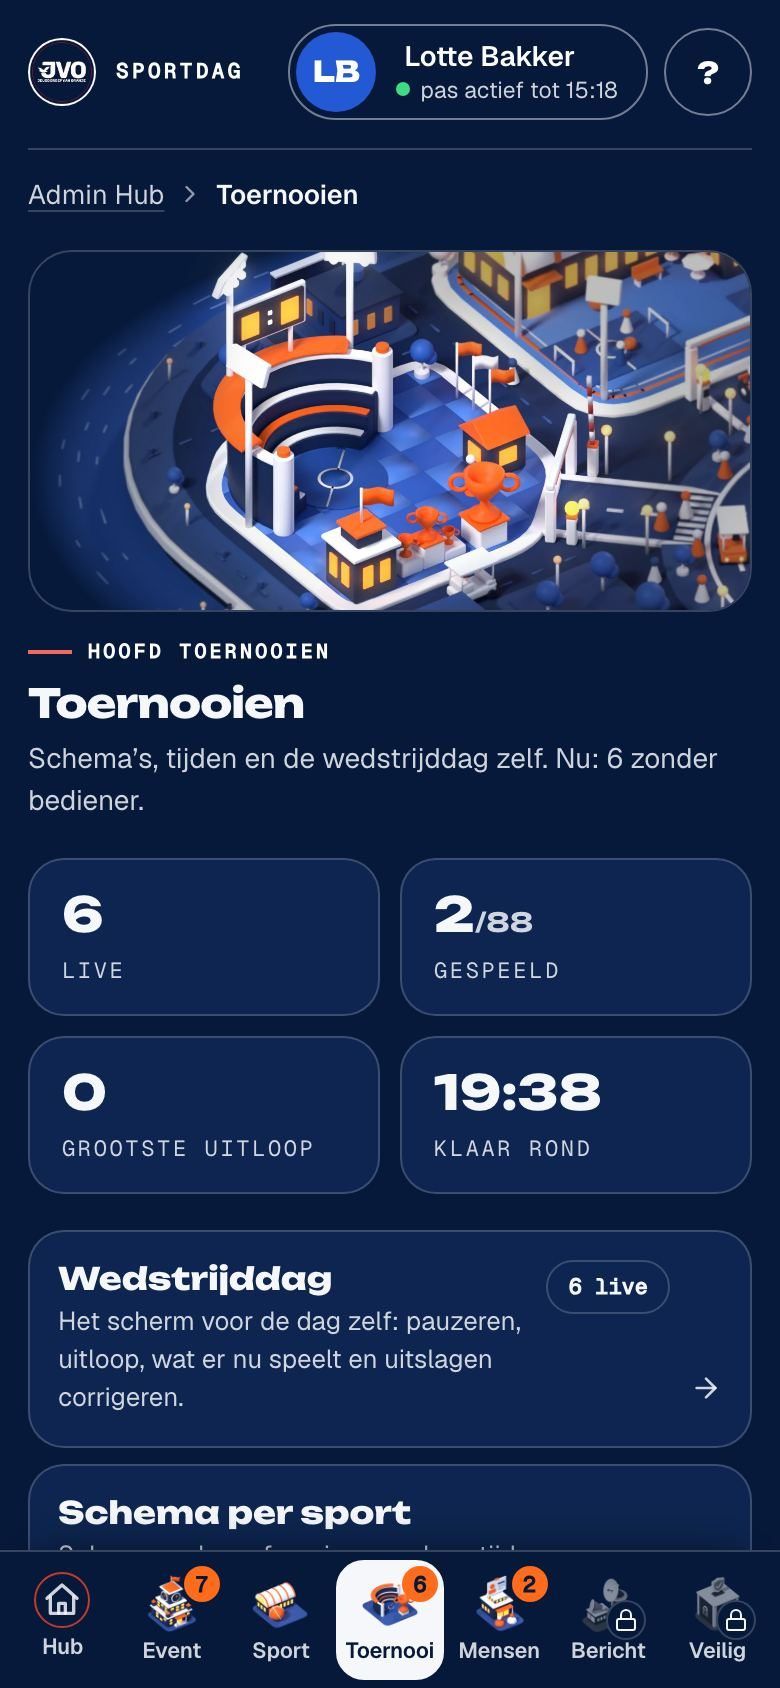 JVO
SPORTDAG
LB
Lotte Bakker
pas actief tot 15:18
?
Admin Hub > Toernooien
HOOFD TOERNOOIEN
Toernooien
Schema’s, tijden en de wedstrijddag zelf. Nu: 6 zonder
bediener.
6
LIVE
2/88
GESPEELD
0
GROOTSTE UITLOOP
19:38
KLAAR ROND
Wedstrijddag
6 live
Het scherm voor de dag zelf: pauzeren,
uitloop, wat er nu speelt en uitslagen
corrigeren.
Schema per sport
7
6
2
Hub
Event
Sport
Toernooi
Mensen
Bericht
Veilig